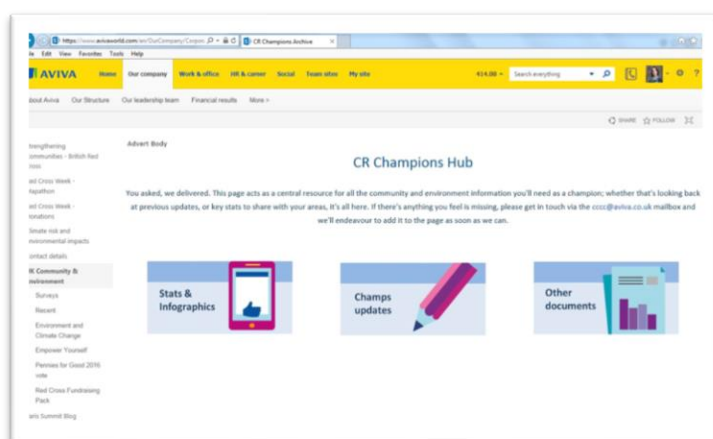 https://www.avivaworld.com/
CR Champions Archive
Edit View Favorites Tools Help
AVIVA Home Our company Work & office HR & career Social Team sites My site 414.00 Search everything ?
About Aviva Our Structure Our leadership team Financial results More
SHARE FOLLOW
Advert Body
CR Champions Hub
You asked, we delivered. This page acts as a central resource for all the community and environment information you'll need as a champion; whether that's looking back
at previous updates, or key stats to share with your areas, it's all here. If there's anything you feel is missing, please get in touch via the cccc@aviva.co.uk mailbox and
we'll endeavour to add it to the page as soon as we can.
trengthening
ommunities - British Red
ross
ed Cross Week -
apathon
ed Cross Week -
onations
limate risk and
nvironmental impacts
ontact details
K Community &
nvironment
Surveys
Recent
Environment and
Climate Change
Empower Yourself
Pennies for Good 2016
vote
Red Cross Fundraising
Pack
aris Summit Blog
Stats &
Infographics
Champs
updates
Other
documents